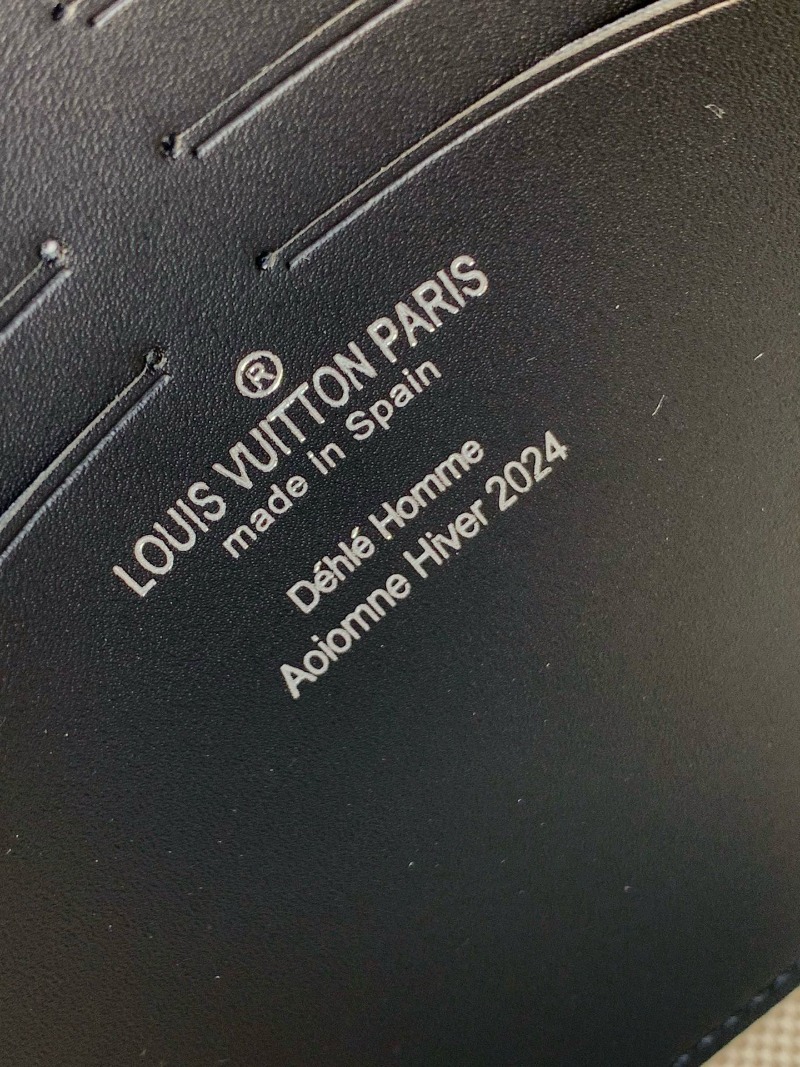 ®
LOUIS VUITTON PARIS
made in Spain
Déhlé Homme
Aoiomne Hiver 2024